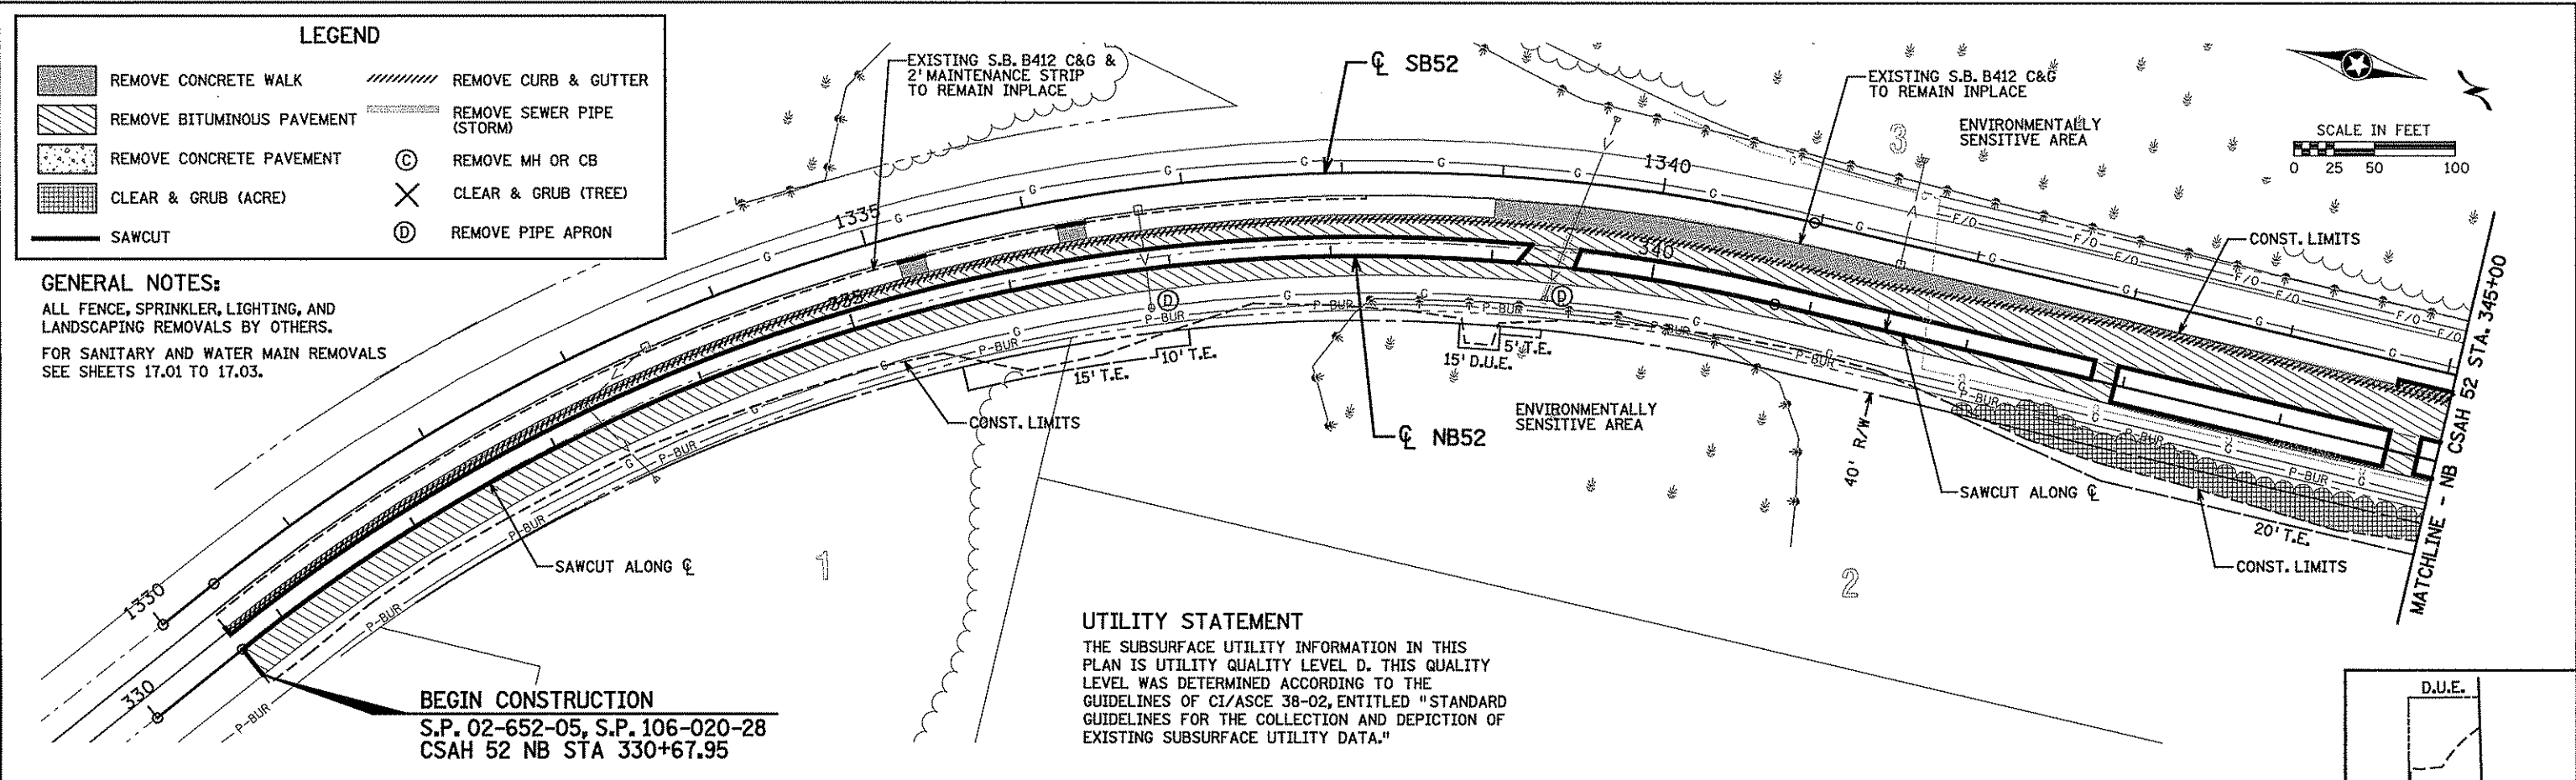 LEGEND
REMOVE CONCRETE WALK
REMOVE BITUMINOUS PAVEMENT
REMOVE CONCRETE PAVEMENT
CLEAR & GRUB (ACRE)
SAWCUT
REMOVE CURB & GUTTER
REMOVE SEWER PIPE
(STORM)
C REMOVE MH OR CB
CLEAR & GRUB (TREE)
D REMOVE PIPE APRON
GENERAL NOTES:
ALL FENCE, SPRINKLER, LIGHTING, AND
LANDSCAPING REMOVALS BY OTHERS.
FOR SANITARY AND WATER MAIN REMOVALS
SEE SHEETS 17.01 TO 17.03.
EXISTING S.B. B412 C&G &
2' MAINTENANCE STRIP
TO REMAIN INPLACE
℄ SB52
EXISTING S.B. B412 C&G
TO REMAIN INPLACE
3
ENVIRONMENTALLY
SENSITIVE AREA
SCALE IN FEET
0 25 50 100
1330
1335
1340
330
335
340
G
G
G
G
F/O
F/O
F/O
CONST. LIMITS
D
D
P-BUR
P-BUR
P-BUR
P-BUR
P-BUR
P-BUR
15' T.E.
10' T.E.
15' D.U.E.
5' T.E.
CONST. LIMITS
℄ NB52
ENVIRONMENTALLY
SENSITIVE AREA
40' R/W
SAWCUT ALONG ℄
SAWCUT ALONG ℄
20' T.E.
CONST. LIMITS
MATCHLINE - NB CSAH 52 STA. 345+00
1
2
BEGIN CONSTRUCTION
S.P. 02-652-05, S.P. 106-020-28
CSAH 52 NB STA 330+67.95
UTILITY STATEMENT
THE SUBSURFACE UTILITY INFORMATION IN THIS
PLAN IS UTILITY QUALITY LEVEL D. THIS QUALITY
LEVEL WAS DETERMINED ACCORDING TO THE
GUIDELINES OF CI/ASCE 38-02, ENTITLED "STANDARD
GUIDELINES FOR THE COLLECTION AND DEPICTION OF
EXISTING SUBSURFACE UTILITY DATA."
D.U.E.